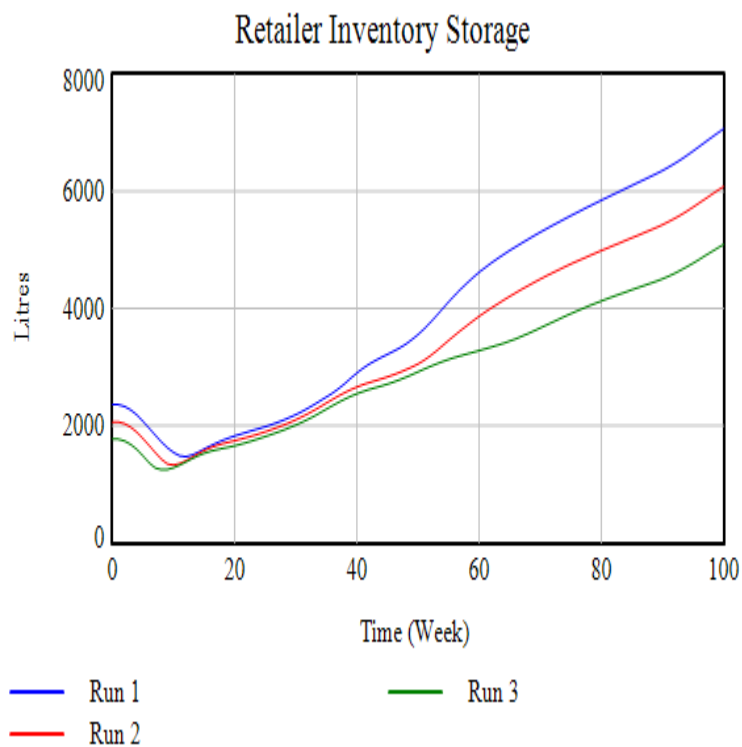 Retailer Inventory Storage
8000
6000
4000
2000
0
Litres
0 20 40 60 80 100
Time (Week)
Run 1 Run 3
Run 2